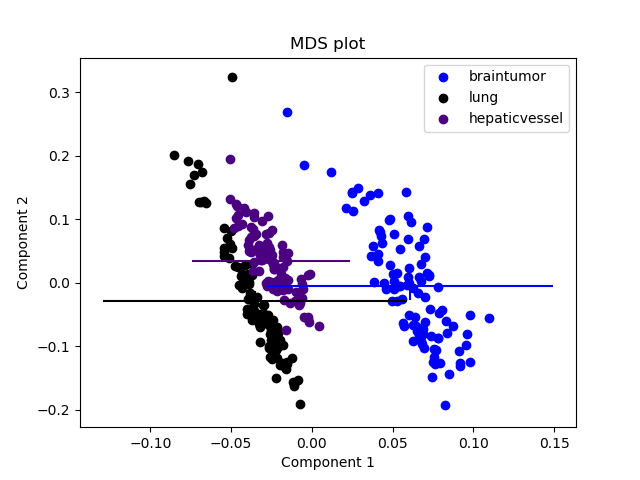 MDS plot
braintumor
lung
hepaticvessel
Component 2
0.3
0.2
0.1
0.0
−0.1
−0.2
−0.10
−0.05
0.00
0.05
0.10
0.15
Component 1